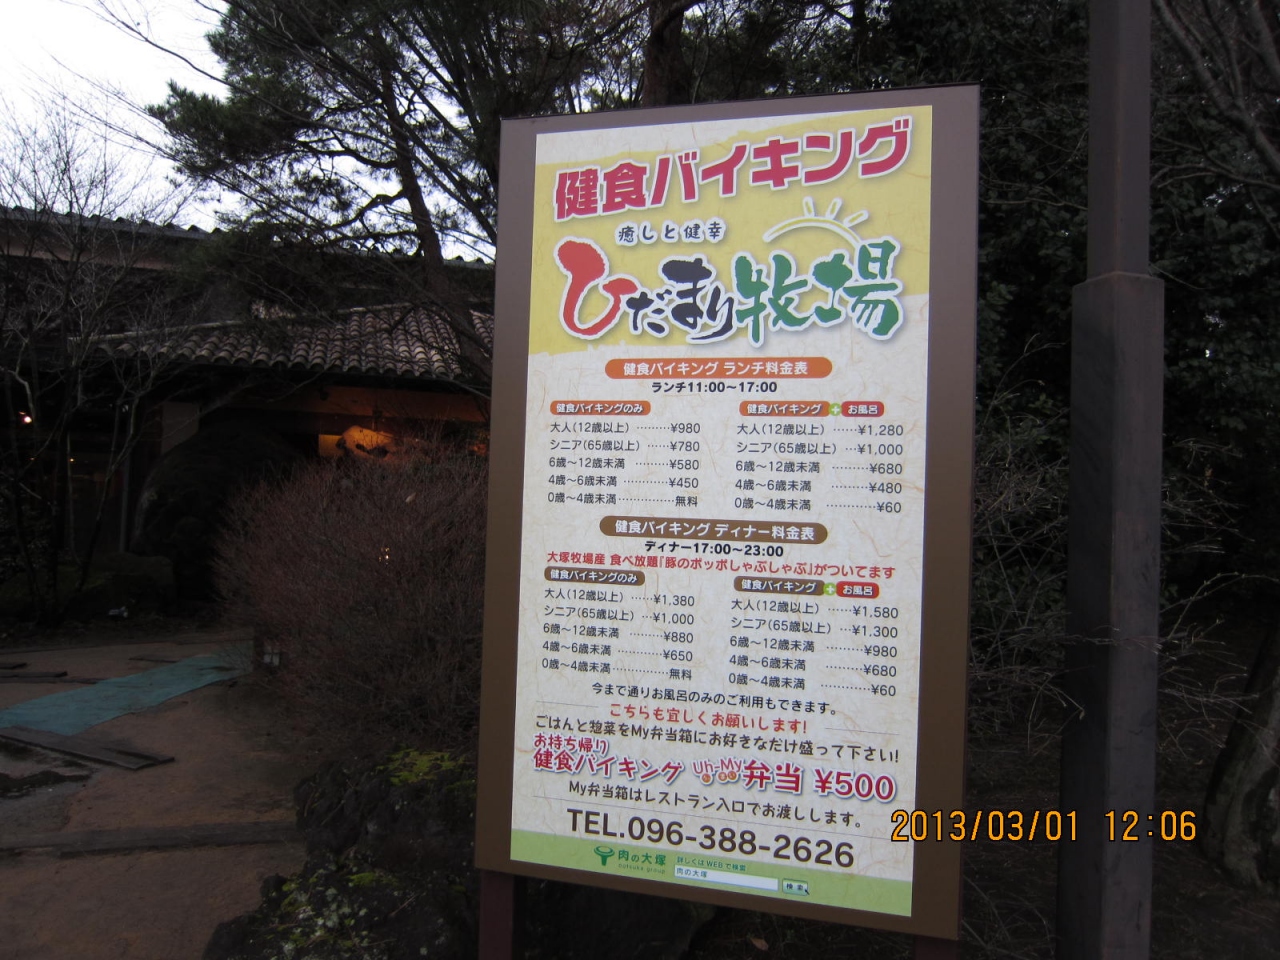 健食バイキング
癒しと健幸
ひだまり牧場
健食バイキング ランチ料金表
ランチ11:00〜17:00
健食バイキングのみ
大人(12歳以上) ………¥980
シニア(65歳以上) ……¥780
6歳〜12歳未満 ………¥580
4歳〜6歳未満 …………¥450
0歳〜4歳未満……………無料
健食バイキング+お風呂
大人(12歳以上) ……¥1,280
シニア(65歳以上) …¥1,000
6歳〜12歳未満 ………¥680
4歳〜6歳未満 …………¥480
0歳〜4歳未満 …………¥60
健食バイキング ディナー料金表
ディナー17:00〜23:00
大塚牧場産 食べ放題『豚のポッポしゃぶしゃぶ』がついてます
健食バイキングのみ
大人(12歳以上) ……¥1,380
シニア(65歳以上) …¥1,000
6歳〜12歳未満 ………¥880
4歳〜6歳未満 …………¥650
0歳〜4歳未満……………無料
健食バイキング+お風呂
大人(12歳以上) ……¥1,580
シニア(65歳以上) …¥1,300
6歳〜12歳未満 ………¥980
4歳〜6歳未満 …………¥680
0歳〜4歳未満 …………¥60
今まで通りお風呂のみのご利用もできます。
こちらも宜しくお願いします!
ごはんと惣菜をMy弁当箱にお好きなだけ盛って下さい!
お持ち帰り
健食バイキング Uh-My 弁当 ¥500
My弁当箱はレストラン入口でお渡しします。
TEL.096-388-2626
肉の大塚
otsuka group
詳しくはWEBで検索
肉の大塚
検索
2013/03/01 12:06